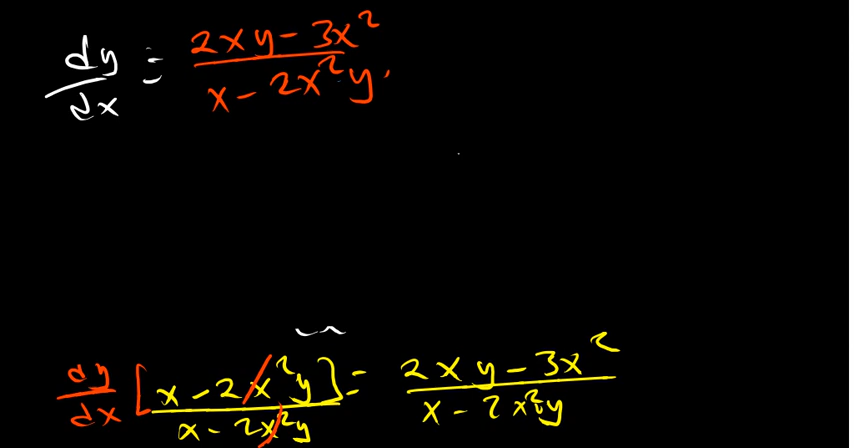 dy/dx = (2xy - 3x²)/(x - 2x²y)
dy/dx [x - 2x²y]/(x - 2x²y) = (2xy - 3x²)/(x - 2x²y)